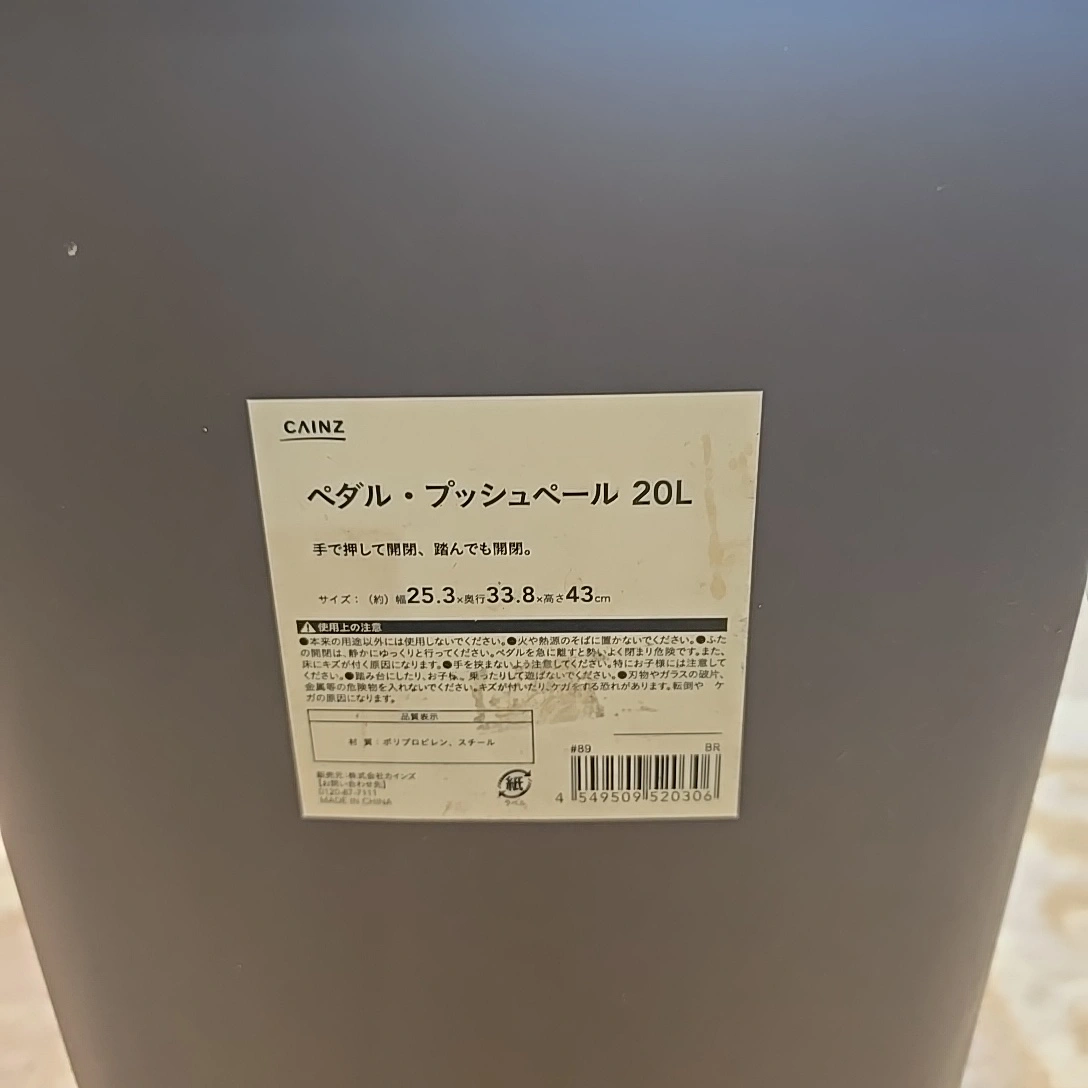 CAINZ
ペダル・プッシュペール 20L
手で押して開閉、踏んでも開閉。
サイズ：（約）幅25.3×奥行33.8×高さ43cm
使用上の注意
●本来の用途以外には使用しないでください。●火や熱源のそばに置かないでください。●ふた
の開閉は、静かにゆっくりと行ってください。ペダルを急に離すと勢いよく閉まり危険です。また、
床にキズが付く原因になります。●手を挟まないよう注意してください。特にお子様には注意して
ください。●踏み台にしたり、お子様、乗ったりして遊ばないでください。●刃物やガラスの破片、
金属等の危険物を入れないでください。キズが付いたり、ケガをする恐れがあります。転倒や ケ
ガの原因になります。
品質表示
材 質：ポリプロピレン、スチール
販売元：株式会社カインズ
【お問い合わせ先】
0120-87-7111
MADE IN CHINA
紙
ラベル
#89 BR
4 549509 520306